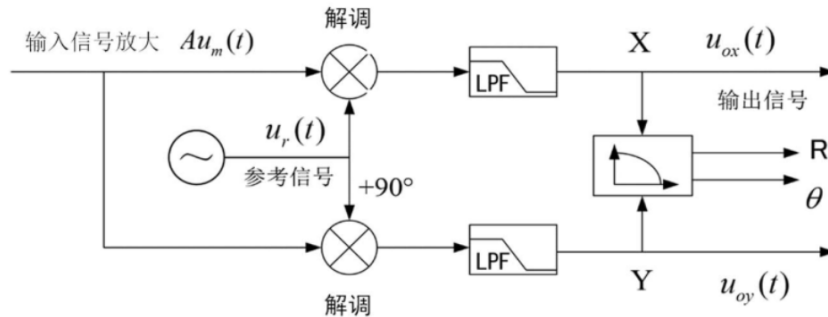 解调
输入信号放大 Au_m(t)
LPF
X
u_ox(t)
输出信号
u_r(t)
参考信号
+90°
R
θ
LPF
Y
u_oy(t)
解调